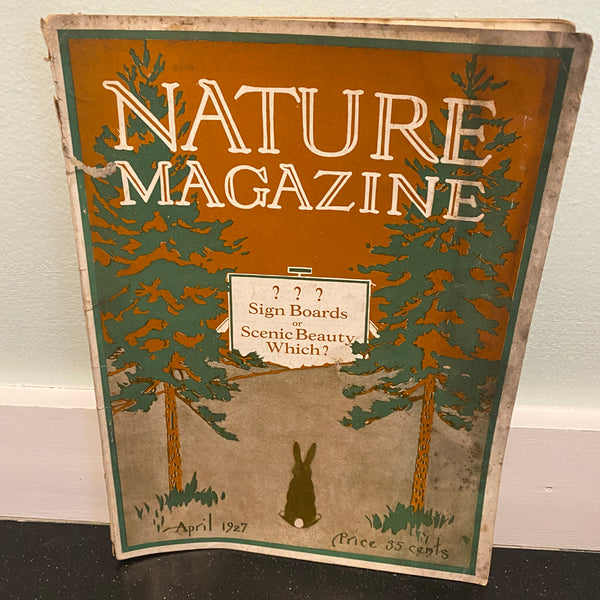 NATURE
MAGAZINE
? ? ?
Sign Boards
or
Scenic Beauty
Which?
April 1927
Price 35 cents